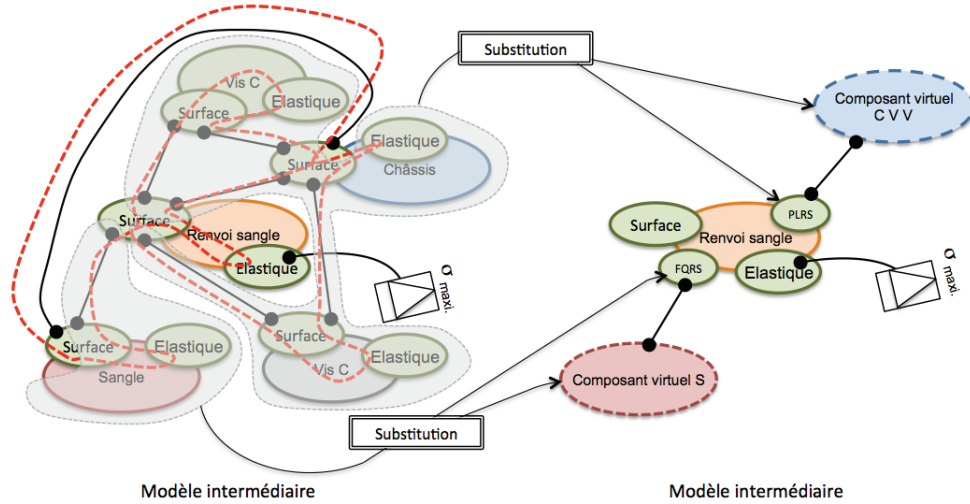 Substitution
Vis C
Surface
Elastique
Composant virtuel
C V V
Elastique
Surface
Châssis
Surface
Renvoi sangle
Elastique
σ
maxi.
PLRS
Surface
Renvoi sangle
FQRS
Elastique
σ
maxi.
Surface
Elastique
Surface
Elastique
Sangle
Vis C
Composant virtuel S
Substitution
Modèle intermédiaire
Modèle intermédiaire